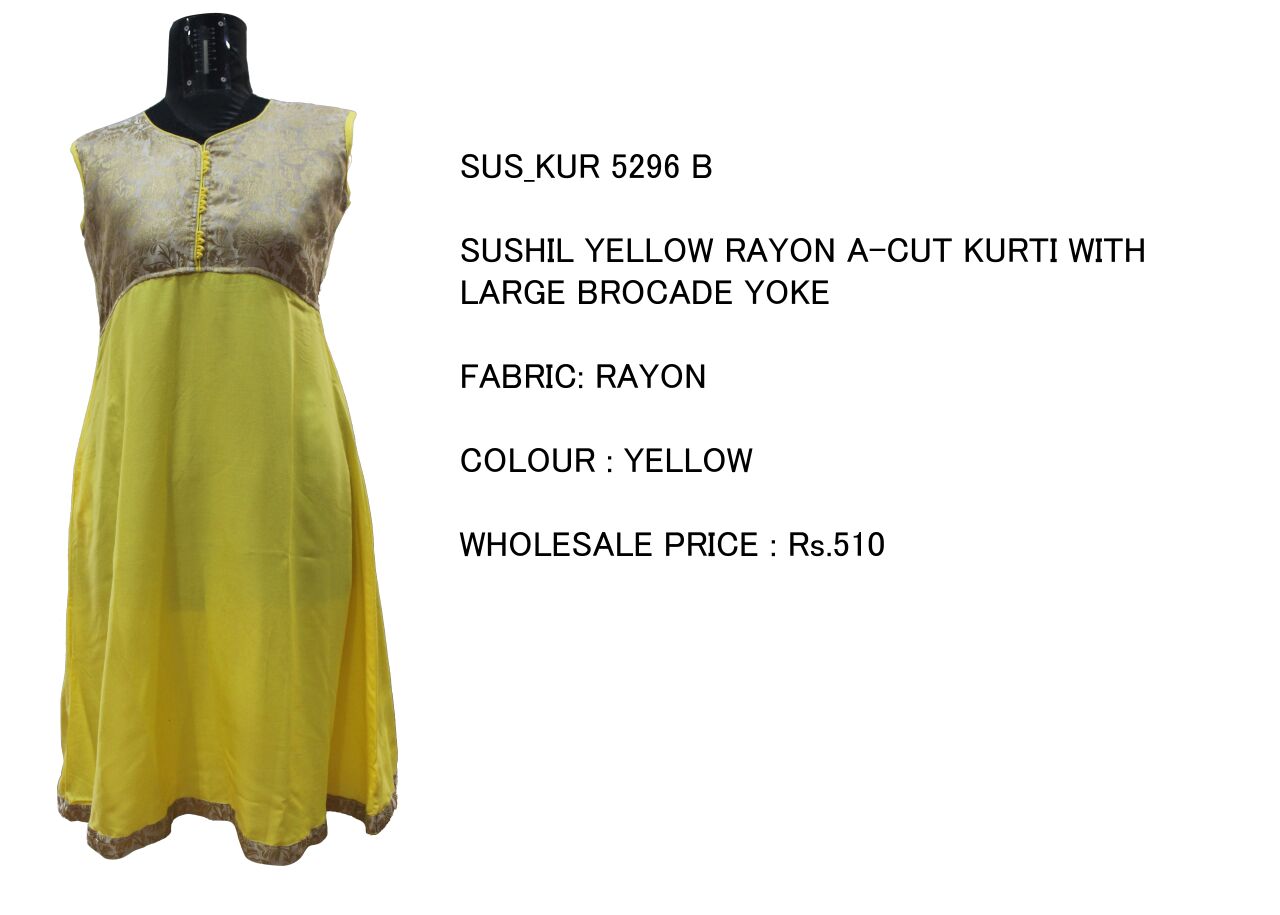 SUS_KUR 5296 B
SUSHIL YELLOW RAYON A-CUT KURTI WITH
LARGE BROCADE YOKE
FABRIC: RAYON
COLOUR : YELLOW
WHOLESALE PRICE : Rs.510